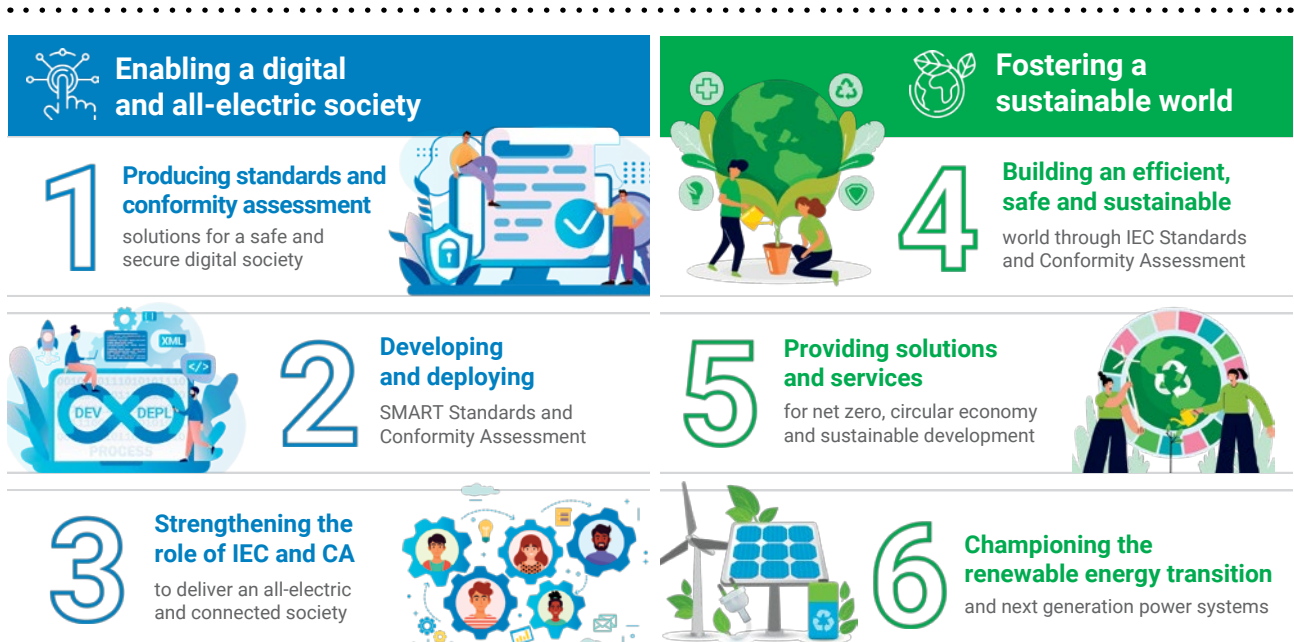 Enabling a digital
and all-electric society
1
Producing standards and
conformity assessment
solutions for a safe and
secure digital society
XML
</>
DEV
DEPL
PROCESS
2
Developing
and deploying
SMART Standards and
Conformity Assessment
3
Strengthening the
role of IEC and CA
to deliver an all-electric
and connected society
Fostering a
sustainable world
4
Building an efficient,
safe and sustainable
world through IEC Standards
and Conformity Assessment
5
Providing solutions
and services
for net zero, circular economy
and sustainable development
6
Championing the
renewable energy transition
and next generation power systems